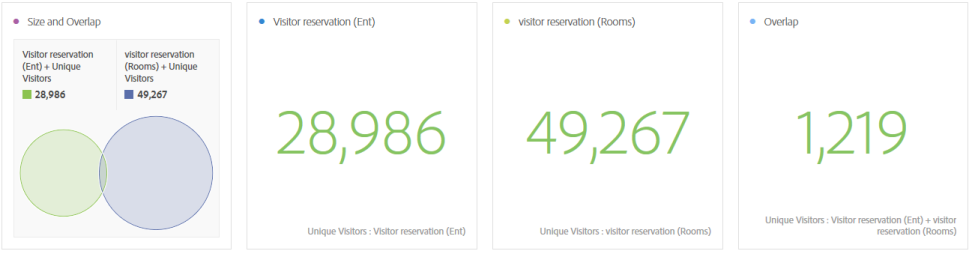 Size and Overlap
Visitor reservation
(Ent) + Unique
Visitors
28,986
visitor reservation
(Rooms) + Unique
Visitors
49,267
Visitor reservation (Ent)
28,986
Unique Visitors : Visitor reservation (Ent)
visitor reservation (Rooms)
49,267
Unique Visitors : visitor reservation (Rooms)
Overlap
1,219
Unique Visitors : Visitor reservation (Ent) + visitor
reservation (Rooms)